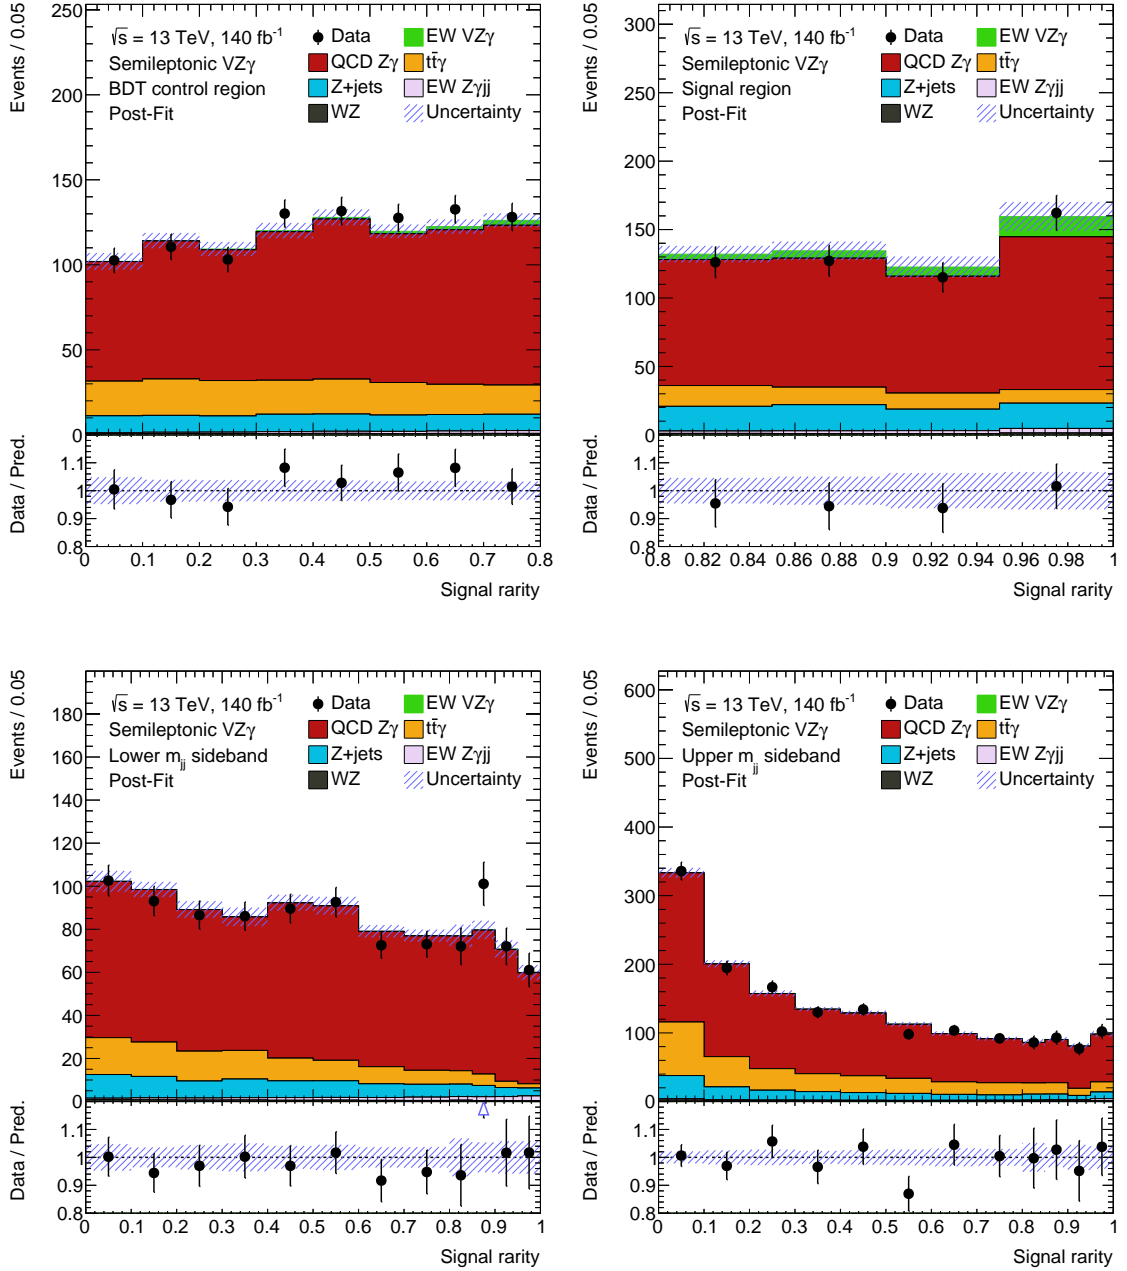 Events / 0.05
250
200
150
100
50
0
√s = 13 TeV, 140 fb⁻¹
Semileptonic VZγ
BDT control region
Post-Fit
Data
QCD Zγ
Z+jets
WZ
EW VZγ
tt̄γ
EW Zγjj
Uncertainty
Data / Pred.
1.1
1
0.9
0.8
0 0.1 0.2 0.3 0.4 0.5 0.6 0.7 0.8
Signal rarity
Events / 0.05
300
250
200
150
100
50
0
√s = 13 TeV, 140 fb⁻¹
Semileptonic VZγ
Signal region
Post-Fit
Data
QCD Zγ
Z+jets
WZ
EW VZγ
tt̄γ
EW Zγjj
Uncertainty
Data / Pred.
1.1
1
0.9
0.8
0.8 0.82 0.84 0.86 0.88 0.9 0.92 0.94 0.96 0.98 1
Signal rarity
Events / 0.05
180
160
140
120
100
80
60
40
20
0
√s = 13 TeV, 140 fb⁻¹
Semileptonic VZγ
Lower m_jj sideband
Post-Fit
Data
QCD Zγ
Z+jets
WZ
EW VZγ
tt̄γ
EW Zγjj
Uncertainty
Data / Pred.
1.1
1
0.9
0.8
0 0.1 0.2 0.3 0.4 0.5 0.6 0.7 0.8 0.9 1
Signal rarity
Events / 0.05
600
500
400
300
200
100
0
√s = 13 TeV, 140 fb⁻¹
Semileptonic VZγ
Upper m_jj sideband
Post-Fit
Data
QCD Zγ
Z+jets
WZ
EW VZγ
tt̄γ
EW Zγjj
Uncertainty
Data / Pred.
1.1
1
0.9
0.8
0 0.1 0.2 0.3 0.4 0.5 0.6 0.7 0.8 0.9 1
Signal rarity